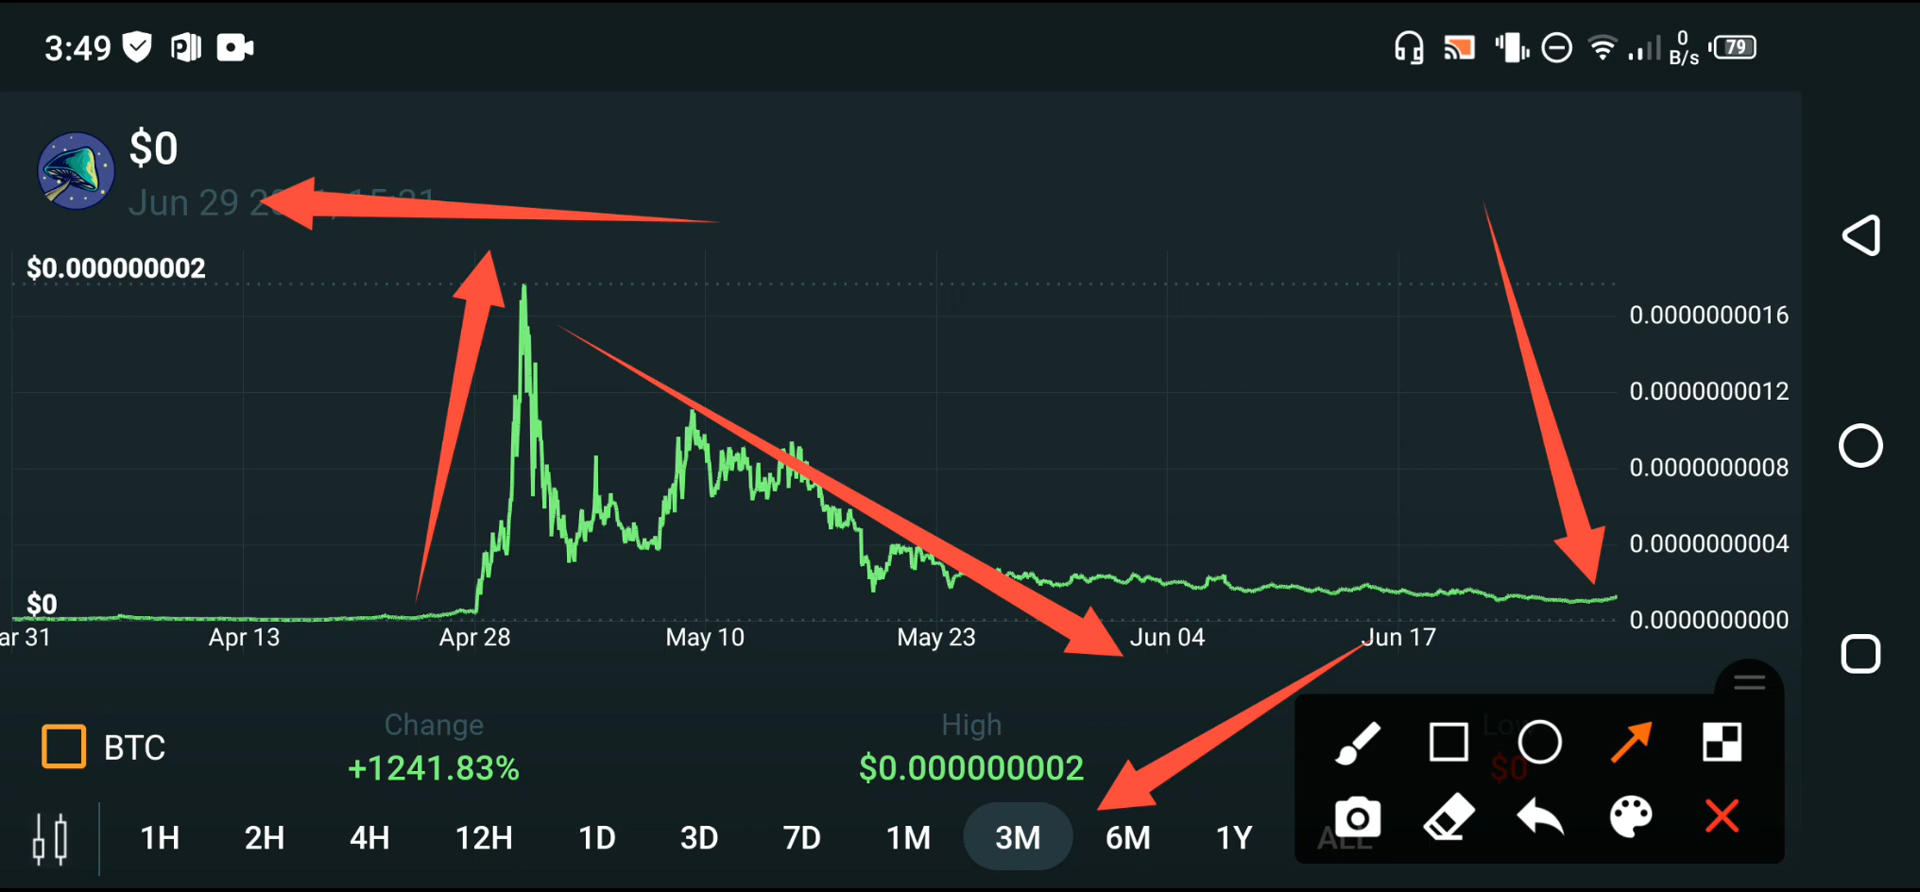 3:49
0 B/s 79
$0
Jun 29
$0.000000002
0.0000000016
0.0000000012
0.0000000008
0.0000000004
$0
0.0000000000
ar 31 Apr 13 Apr 28 May 10 May 23 Jun 04 Jun 17
Change High Low
BTC +1241.83% $0.000000002 $0
1H 2H 4H 12H 1D 3D 7D 1M 3M 6M 1Y ALL